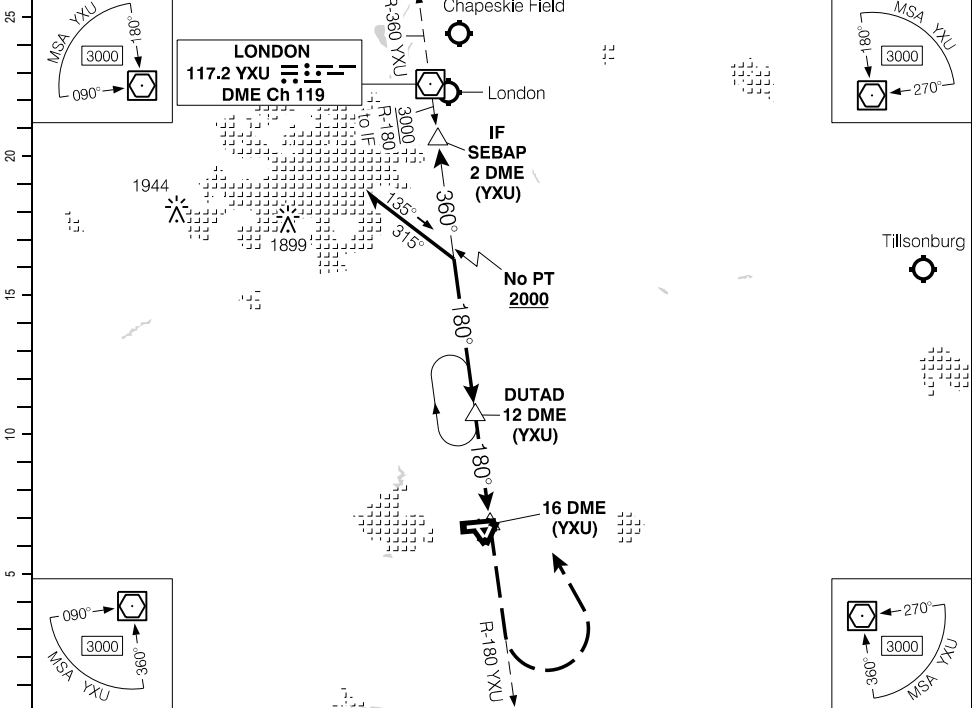 25
20
15
10
5
MSA YXU
180°
3000
090°
Chapeskie Field
R-360 YXU
LONDON
117.2 YXU
DME Ch 119
London
3000
R-180
to IF
IF
SEBAP
2 DME
(YXU)
MSA YXU
180°
3000
270°
1944
1899
135°
315°
360°
No PT
2000
Tillsonburg
180°
DUTAD
12 DME
(YXU)
180°
16 DME
(YXU)
R-180 YXU
090°
3000
360°
MSA YXU
270°
3000
360°
MSA YXU